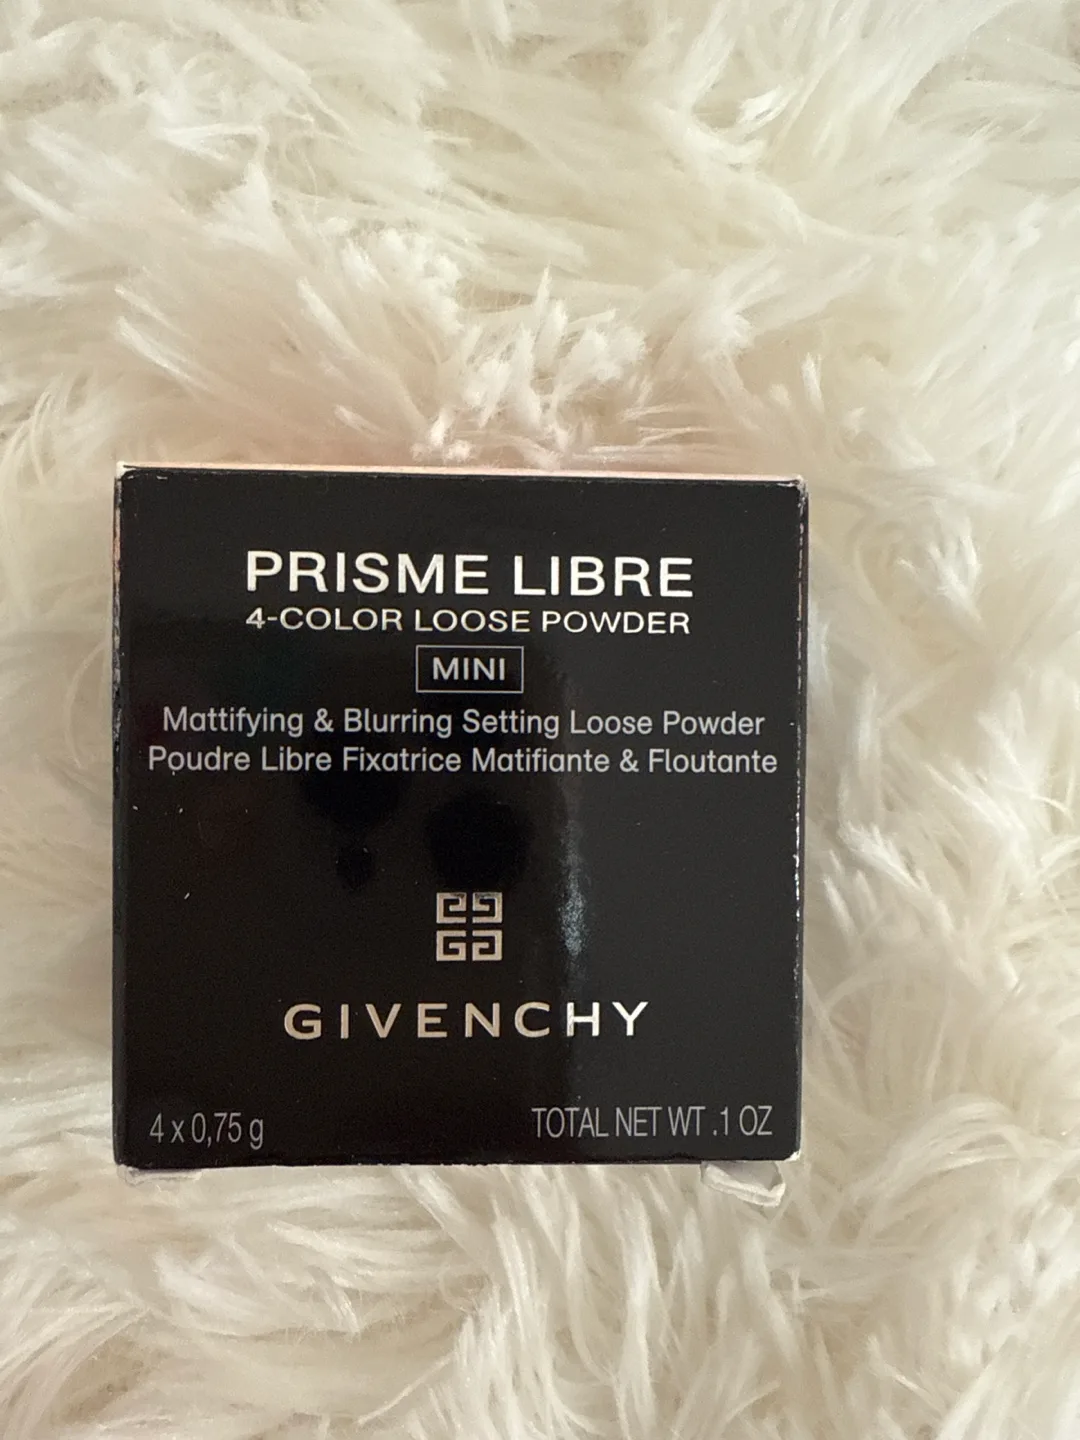 PRISME LIBRE
4-COLOR LOOSE POWDER
MINI
Mattifying & Blurring Setting Loose Powder
Poudre Libre Fixatrice Matifiante & Floutante
GIVENCHY
4 x 0,75 g
TOTAL NET WT .1 OZ